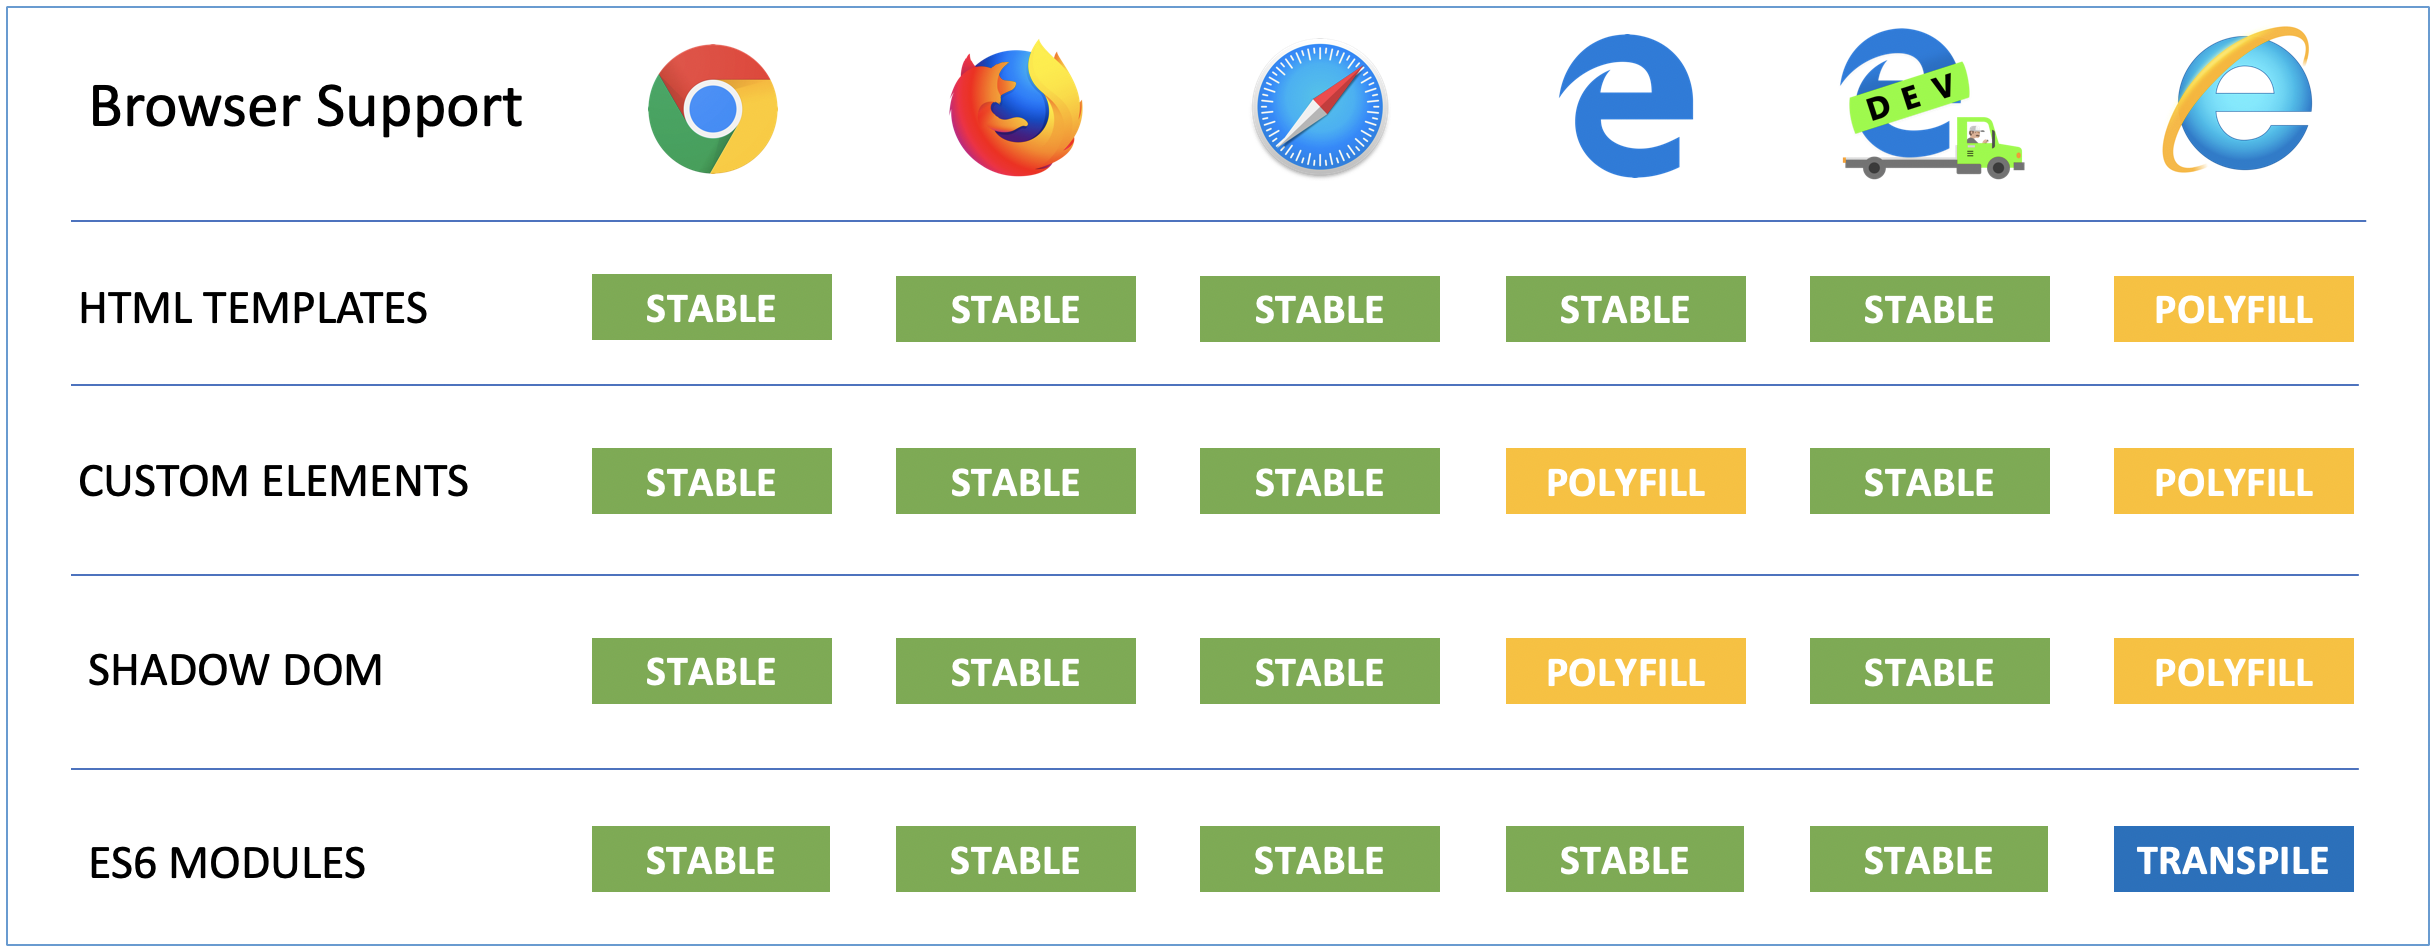 Browser Support
DEV
HTML TEMPLATES STABLE STABLE STABLE STABLE STABLE POLYFILL
CUSTOM ELEMENTS STABLE STABLE STABLE POLYFILL STABLE POLYFILL
SHADOW DOM STABLE STABLE STABLE POLYFILL STABLE POLYFILL
ES6 MODULES STABLE STABLE STABLE STABLE STABLE TRANSPILE